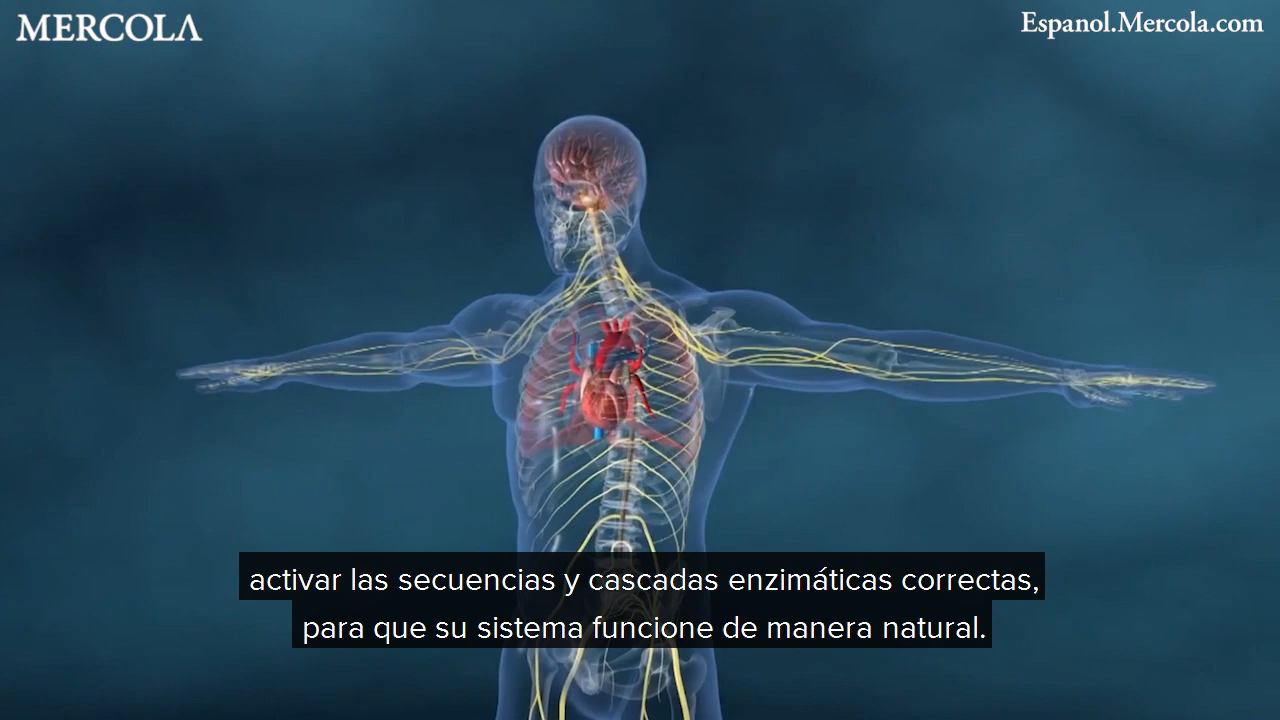 MERCOLA
Espanol.Mercola.com
activar las secuencias y cascadas enzimáticas correctas,
para que su sistema funcione de manera natural.